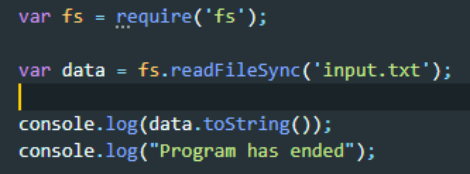 var fs = require('fs');
var data = fs.readFileSync('input.txt');
console.log(data.toString());
console.log("Program has ended");